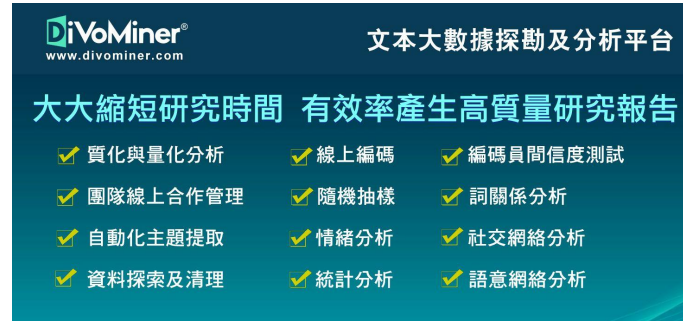 DiVoMiner®
www.divominer.com
文本大數據探勘及分析平台
大大縮短研究時間 有效率產生高質量研究報告
質化與量化分析 線上編碼 編碼員間信度測試
團隊線上合作管理 隨機抽樣 詞關係分析
自動化主題提取 情緒分析 社交網絡分析
資料探索及清理 統計分析 語意網絡分析